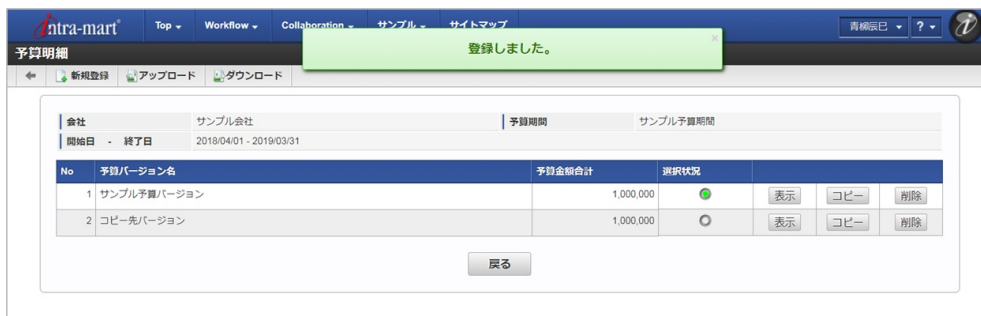 intra-mart® Top Workflow Collaboration サンプル サイトマップ 青柳辰巳 ?
登録しました。 ×
予算明細
新規登録 アップロード ダウンロード
会社 サンプル会社 予算期間 サンプル予算期間
開始日 - 終了日 2018/04/01 - 2019/03/31
No 予算バージョン名 予算金額合計 選択状況
1 サンプル予算バージョン 1,000,000 表示 コピー 削除
2 コピー先バージョン 1,000,000 表示 コピー 削除
戻る